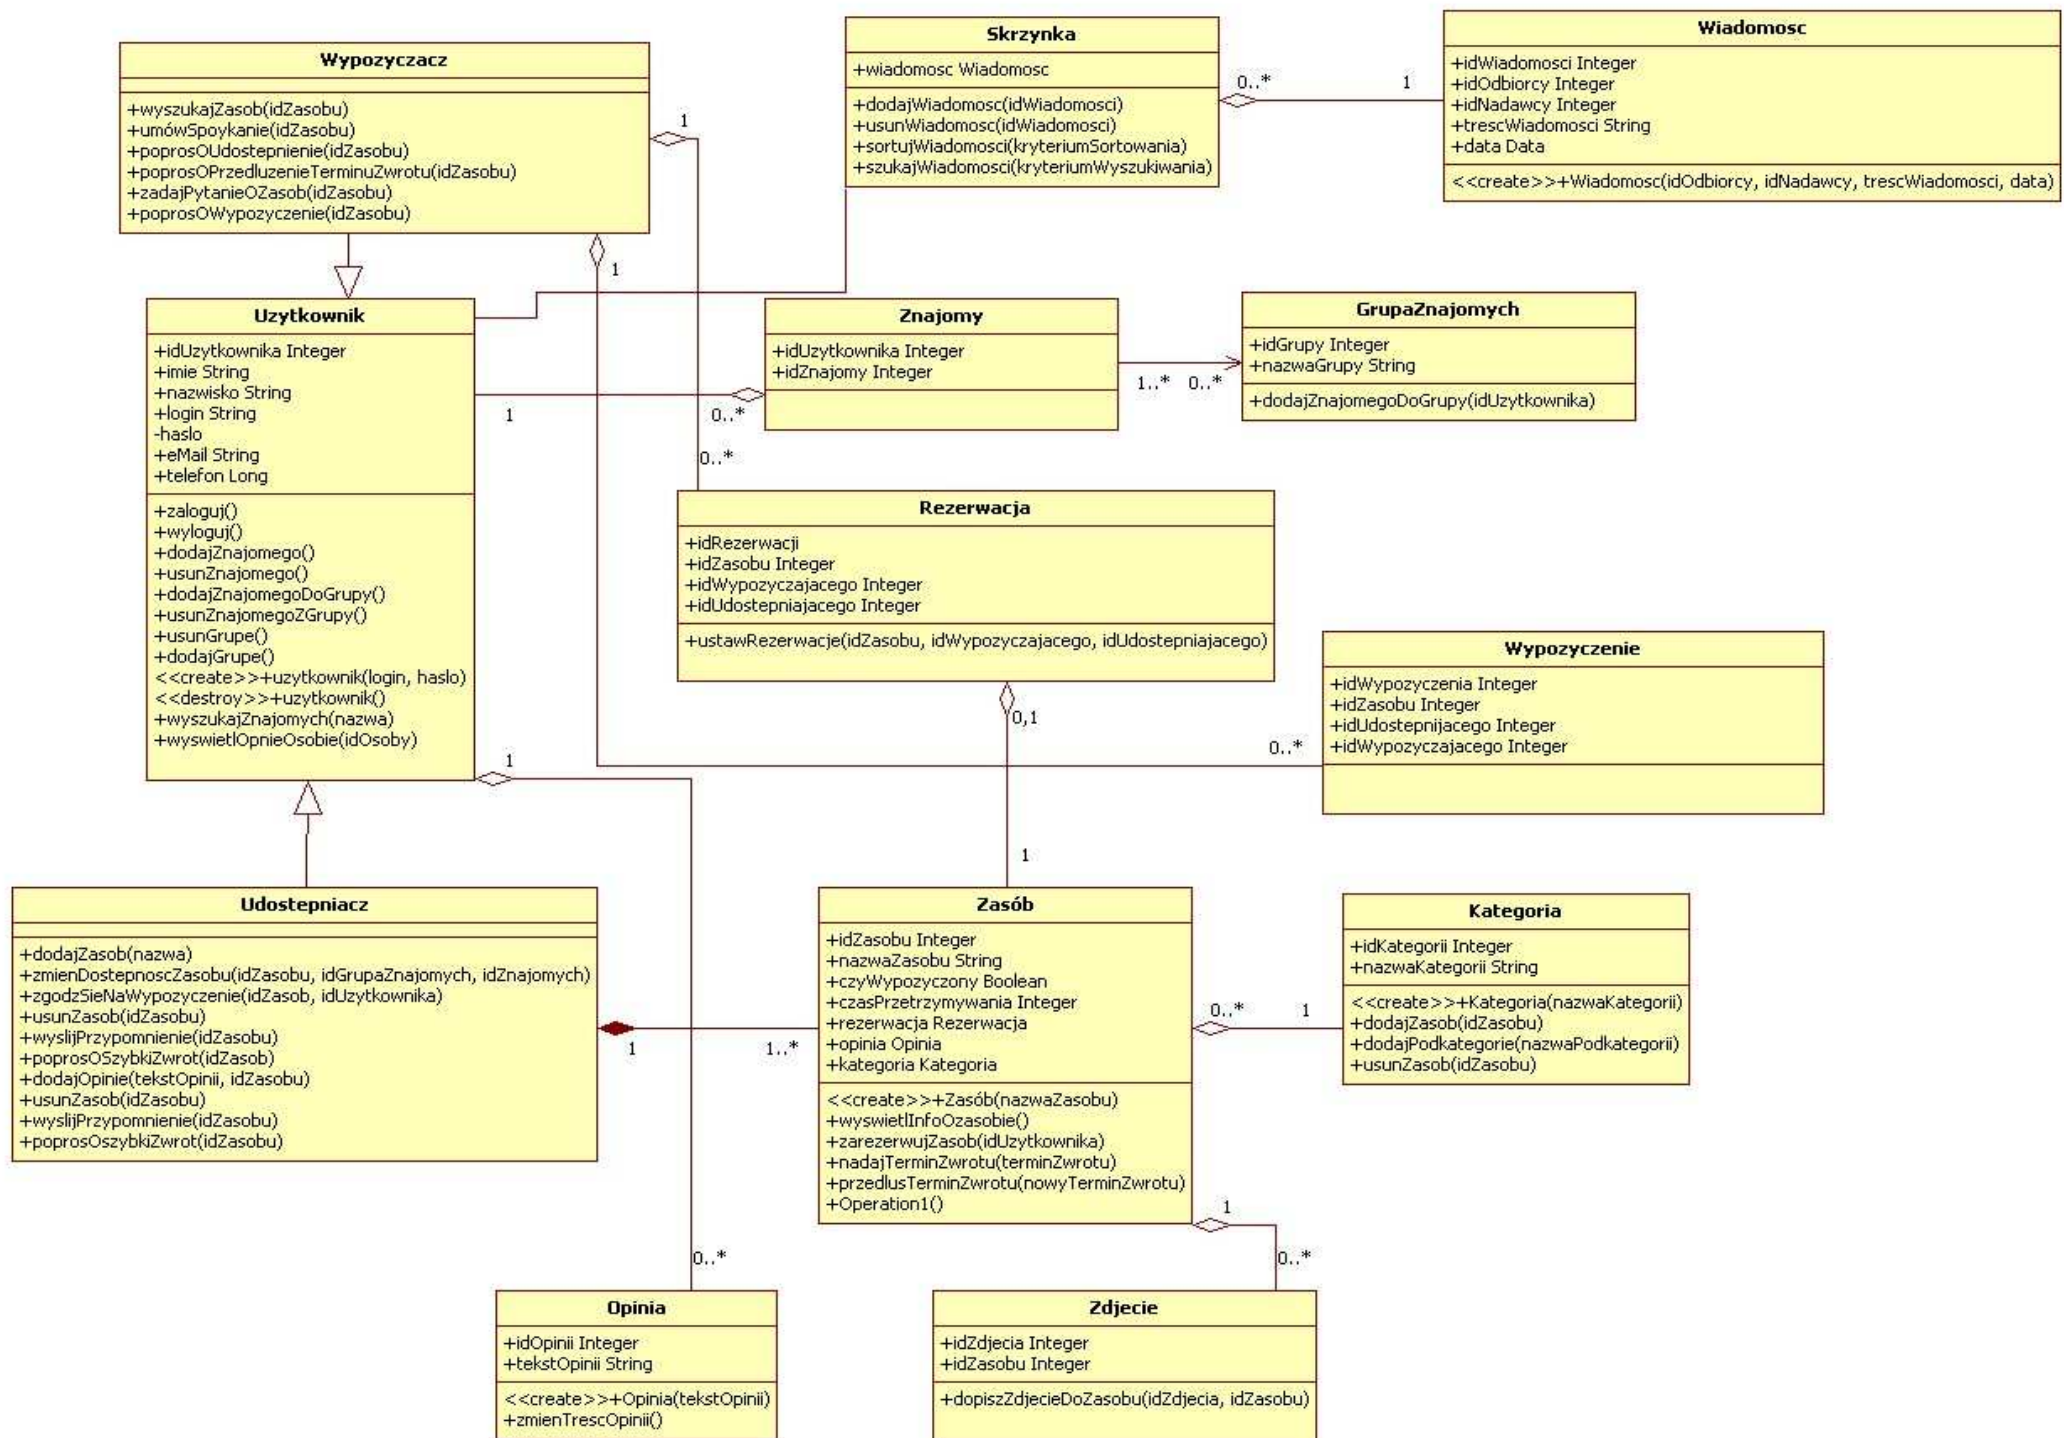 Wypozyczacz
+wyszukajZasob(idZasobu)
+umówSpoykanie(idZasobu)
+poprosOUdostepnienie(idZasobu)
+poprosOPrzedluzenieTerminuZwrotu(idZasobu)
+zadajPytanieOZasob(idZasobu)
+poprosOWypozyczenie(idZasobu)
1
1
Skrzynka
+wiadomosc Wiadomosc
+dodajWiadomosc(idWiadomosci)
+usunWiadomosc(idWiadomosci)
+sortujWiadomosci(kryteriumSortowania)
+szukajWiadomosci(kryteriumWyszukiwania)
0..*
1
Wiadomosc
+idWiadomosci Integer
+idOdbiorcy Integer
+idNadawcy Integer
+trescWiadomosci String
+data Data
<<create>>+Wiadomosc(idOdbiorcy, idNadawcy, trescWiadomosci, data)
Uzytkownik
+idUzytkownika Integer
+imie String
+nazwisko String
+login String
-haslo
+eMail String
+telefon Long
+zaloguj()
+wyloguj()
+dodajZnajomego()
+usunZnajomego()
+dodajZnajomegoDoGrupy()
+usunZnajomegoZGrupy()
+usunGrupe()
+dodajGrupe()
<<create>>+uzytkownik(login, haslo)
<<destroy>>+uzytkownik()
+wyszukajZnajomych(nazwa)
+wyswietlOpnieOsobie(idOsoby)
1
0..*
Znajomy
+idUzytkownika Integer
+idZnajomy Integer
1..*
0..*
GrupaZnajomych
+idGrupy Integer
+nazwaGrupy String
+dodajZnajomegoDoGrupy(idUzytkownika)
0..*
Rezerwacja
+idRezerwacji
+idZasobu Integer
+idWypozyczajacego Integer
+idUdostepniajacego Integer
+ustawRezerwacje(idZasobu, idWypozyczajacego, idUdostepniajacego)
0,1
0..*
Wypozyczenie
+idWypozyczenia Integer
+idZasobu Integer
+idUdostepnijacego Integer
+idWypozyczajacego Integer
1
1
Udostepniacz
+dodajZasob(nazwa)
+zmienDostepnoscZasobu(idZasobu, idGrupaZnajomych, idZnajomych)
+zgodzSieNaWypozyczenie(idZasob, idUzytkownika)
+usunZasob(idZasobu)
+wyslijPrzypomnienie(idZasobu)
+poprosOSzybkiZwrot(idZasob)
+dodajOpinie(tekstOpinii, idZasobu)
+usunZasob(idZasobu)
+wyslijPrzypomnienie(idZasobu)
+poprosOszybkiZwrot(idZasobu)
1
1..*
Zasób
+idZasobu Integer
+nazwaZasobu String
+czyWypozyczony Boolean
+czasPrzetrzymywania Integer
+rezerwacja Rezerwacja
+opinia Opinia
+kategoria Kategoria
<<create>>+Zasób(nazwaZasobu)
+wyswietlInfoOzasobie()
+zarezerwujZasob(idUzytkownika)
+nadajTerminZwrotu(terminZwrotu)
+przedlusTerminZwrotu(nowyTerminZwrotu)
+Operation1()
0..*
1
Kategoria
+idKategorii Integer
+nazwaKategorii String
<<create>>+Kategoria(nazwaKategorii)
+dodajZasob(idZasobu)
+dodajPodkategorie(nazwaPodkategorii)
+usunZasob(idZasobu)
1
0..*
0..*
Opinia
+idOpinii Integer
+tekstOpinii String
<<create>>+Opinia(tekstOpinii)
+zmienTrescOpinii()
Zdjecie
+idZdjecia Integer
+idZasobu Integer
+dopiszZdjecieDoZasobu(idZdjecia, idZasobu)